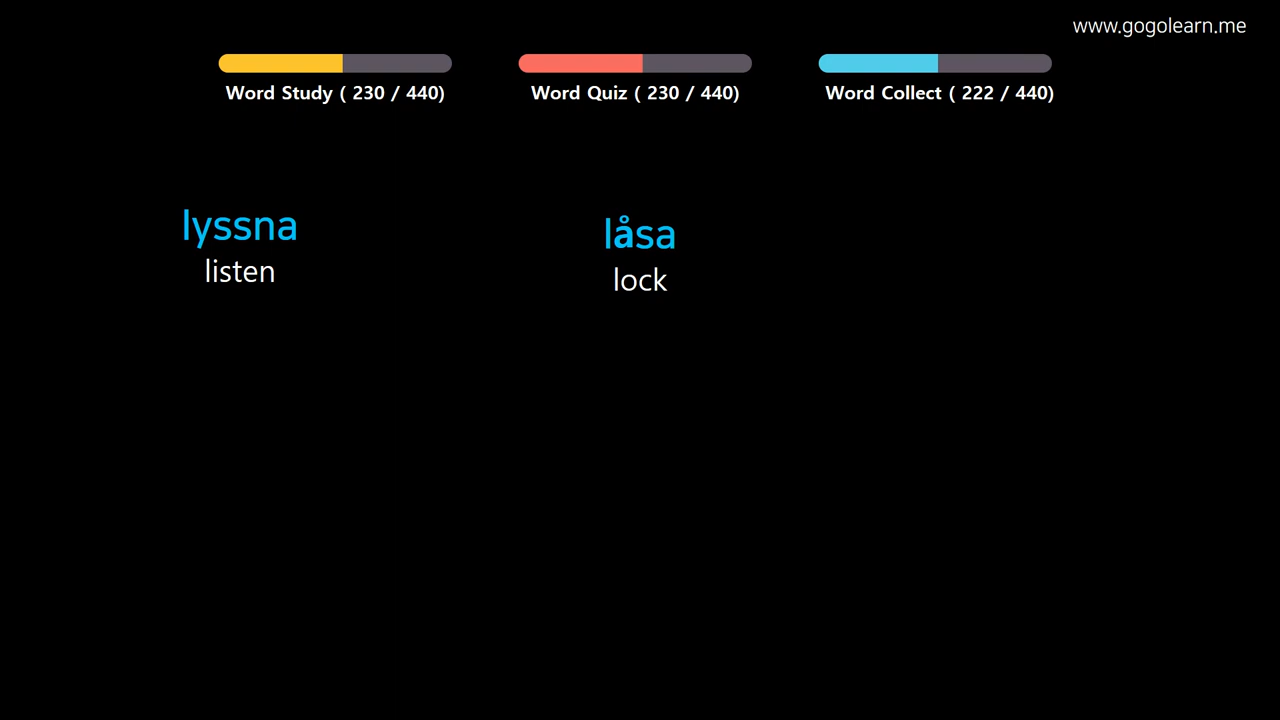 www.gogolearn.me
Word Study ( 230 / 440)
Word Quiz ( 230 / 440)
Word Collect ( 222 / 440)
lyssna
listen
låsa
lock